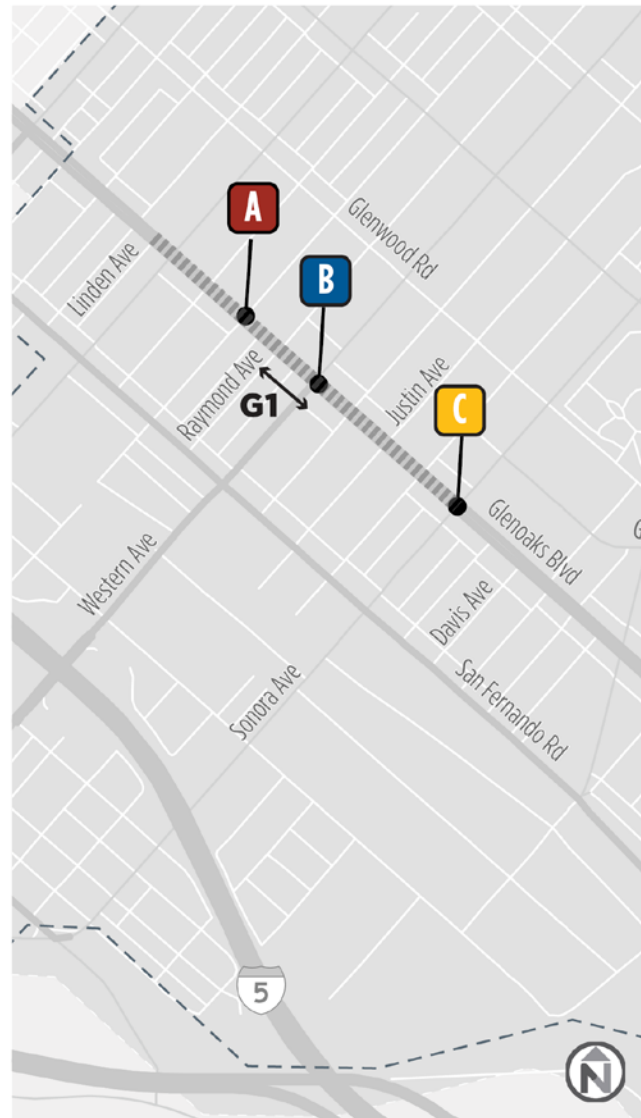 A
Glenwood Rd
Linden Ave
B
Raymond Ave
G1
Justin Ave
C
Glenoaks Blvd
G
Western Ave
Davis Ave
Sonora Ave
San Fernando Rd
5
N